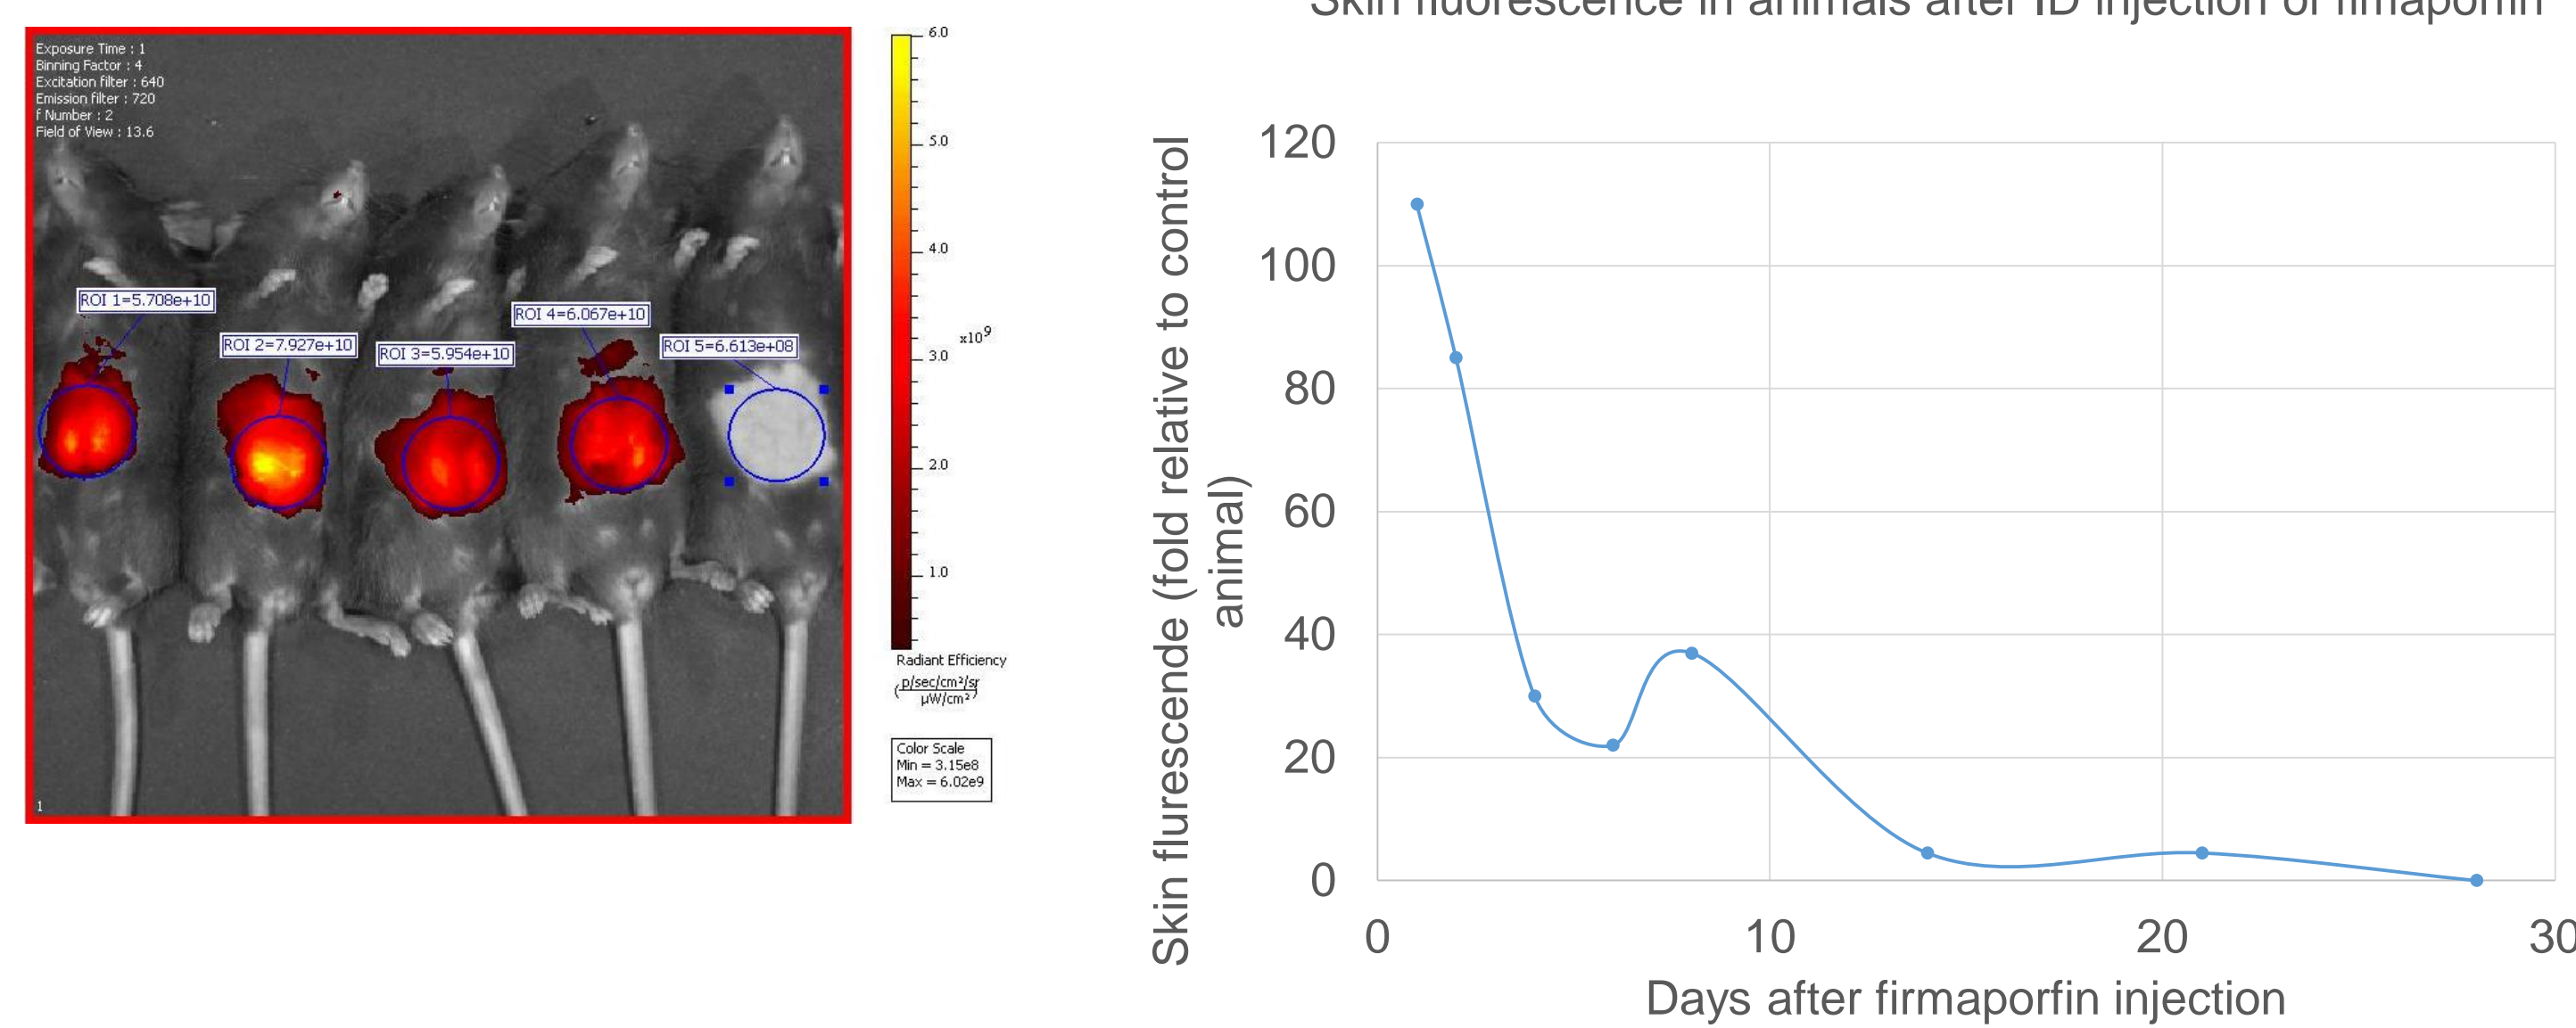 Skin fluorescence in animals after ID injection of fimaporfin
Exposure Time : 1
Binning Factor : 4
Excitation filter : 640
Emission filter : 720
f Number : 2
Field of View : 13.6
ROI 1=5.708e+10
ROI 2=7.927e+10
ROI 3=5.954e+10
ROI 4=6.067e+10
ROI 5=6.613e+08
1
6.0
5.0
4.0
3.0
2.0
1.0
x10⁹
Radiant Efficiency
(p/sec/cm²/sr
µW/cm²)
Color Scale
Min = 3.15e8
Max = 6.02e9
Skin flurescende (fold relative to control
animal)
120
100
80
60
40
20
0
0
10
20
30
Days after firmaporfin injection